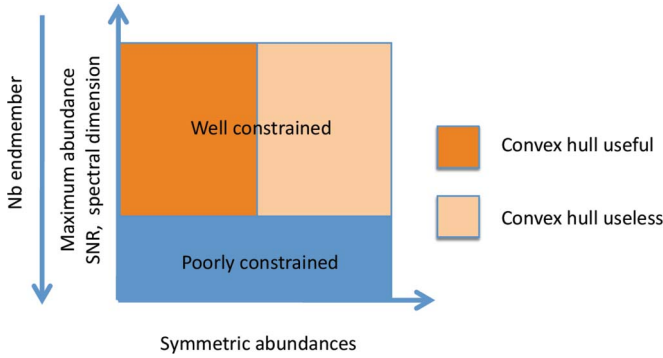 Nb endmember
Maximum abundance
SNR, spectral dimension
Well constrained
Poorly constrained
Symmetric abundances
Convex hull useful
Convex hull useless